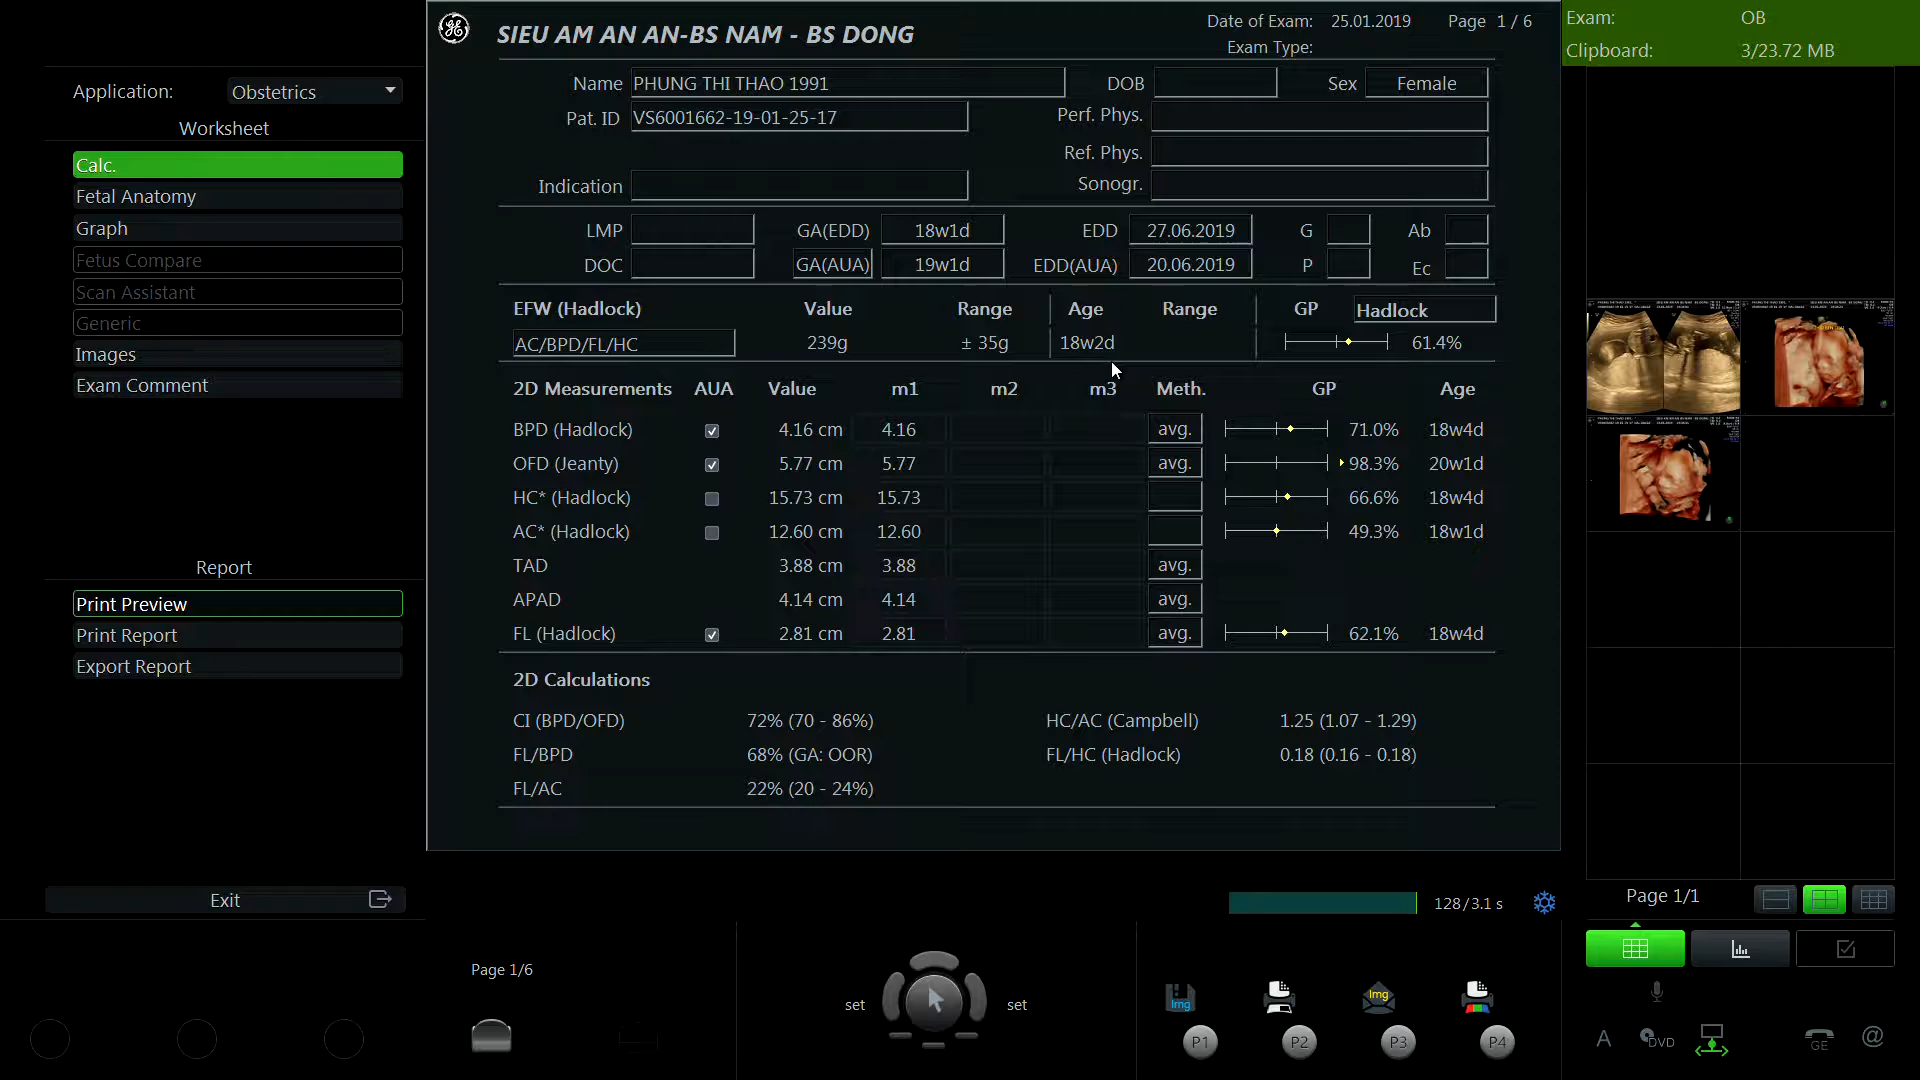 SIEU AM AN AN-BS NAM - BS DONG
Date of Exam: 25.01.2019 Page 1 / 6
Exam Type:
Exam: OB
Clipboard: 3/23.72 MB
Application: Obstetrics
Worksheet
Calc.
Fetal Anatomy
Graph
Fetus Compare
Scan Assistant
Generic
Images
Exam Comment
Report
Print Preview
Print Report
Export Report
Exit
Name PHUNG THI THAO 1991 DOB Sex Female
Pat. ID VS6001662-19-01-25-17 Perf. Phys.
Ref. Phys.
Indication Sonogr.
LMP GA(EDD) 18w1d EDD 27.06.2019 G Ab
DOC GA(AUA) 19w1d EDD(AUA) 20.06.2019 P Ec
EFW (Hadlock) Value Range Age Range GP Hadlock
AC/BPD/FL/HC 239g ± 35g 18w2d 61.4%
2D Measurements AUA Value m1 m2 m3 Meth. GP Age
BPD (Hadlock) 4.16 cm 4.16 avg. 71.0% 18w4d
OFD (Jeanty) 5.77 cm 5.77 avg. 98.3% 20w1d
HC* (Hadlock) 15.73 cm 15.73 66.6% 18w4d
AC* (Hadlock) 12.60 cm 12.60 49.3% 18w1d
TAD 3.88 cm 3.88 avg.
APAD 4.14 cm 4.14 avg.
FL (Hadlock) 2.81 cm 2.81 avg. 62.1% 18w4d
2D Calculations
CI (BPD/OFD) 72% (70 - 86%) HC/AC (Campbell) 1.25 (1.07 - 1.29)
FL/BPD 68% (GA: OOR) FL/HC (Hadlock) 0.18 (0.16 - 0.18)
FL/AC 22% (20 - 24%)
128/3.1 s
Page 1/1
Page 1/6
set set
Img Img
P1 P2 P3 P4
A DVD GE @